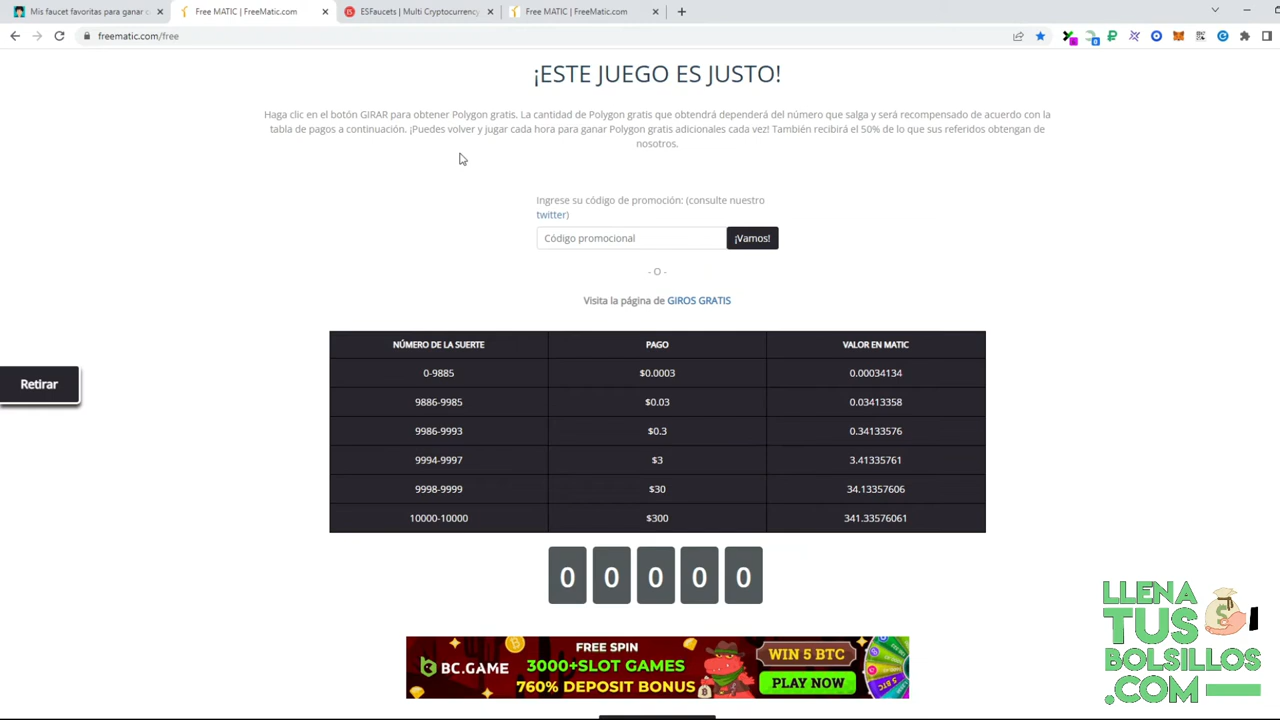 Mis faucet favoritas para ganar c
Free MATIC | FreeMatic.com
ESFaucets | Multi Cryptocurrency
Free MATIC | FreeMatic.com
freematic.com/free
¡ESTE JUEGO ES JUSTO!
Haga clic en el botón GIRAR para obtener Polygon gratis. La cantidad de Polygon gratis que obtendrá dependerá del número que salga y será recompensado de acuerdo con la
tabla de pagos a continuación. ¡Puedes volver y jugar cada hora para ganar Polygon gratis adicionales cada vez! También recibirá el 50% de lo que sus referidos obtengan de
nosotros.
Ingrese su código de promoción: (consulte nuestro
twitter)
Código promocional ¡Vamos!
- O -
Visita la página de GIROS GRATIS
NÚMERO DE LA SUERTE PAGO VALOR EN MATIC
0-9885 $0.0003 0.00034134
Retirar
9886-9985 $0.03 0.03413358
9986-9993 $0.3 0.34133576
9994-9997 $3 3.41335761
9998-9999 $30 34.13357606
10000-10000 $300 341.33576061
0 0 0 0 0
BC.GAME
FREE SPIN
3000+SLOT GAMES
760% DEPOSIT BONUS
WIN 5 BTC
PLAY NOW
LLENA
TUS
BOLSILLOS
.COM